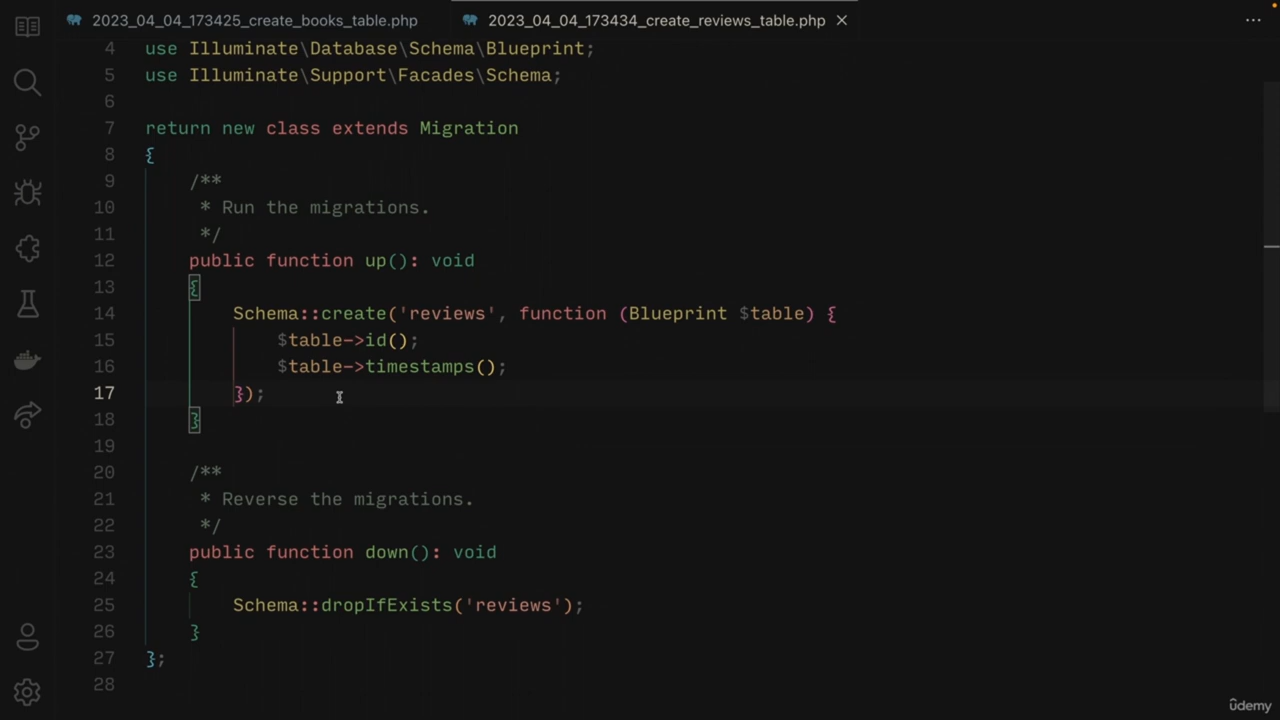 2023_04_04_173425_create_books_table.php
2023_04_04_173434_create_reviews_table.php
4 use Illuminate\Database\Schema\Blueprint;
5 use Illuminate\Support\Facades\Schema;
6
7 return new class extends Migration
8 {
9 /**
10 * Run the migrations.
11 */
12 public function up(): void
13 {
14 Schema::create('reviews', function (Blueprint $table) {
15 $table->id();
16 $table->timestamps();
17 });
18 }
19
20 /**
21 * Reverse the migrations.
22 */
23 public function down(): void
24 {
25 Schema::dropIfExists('reviews');
26 }
27 };
28
ûdemy